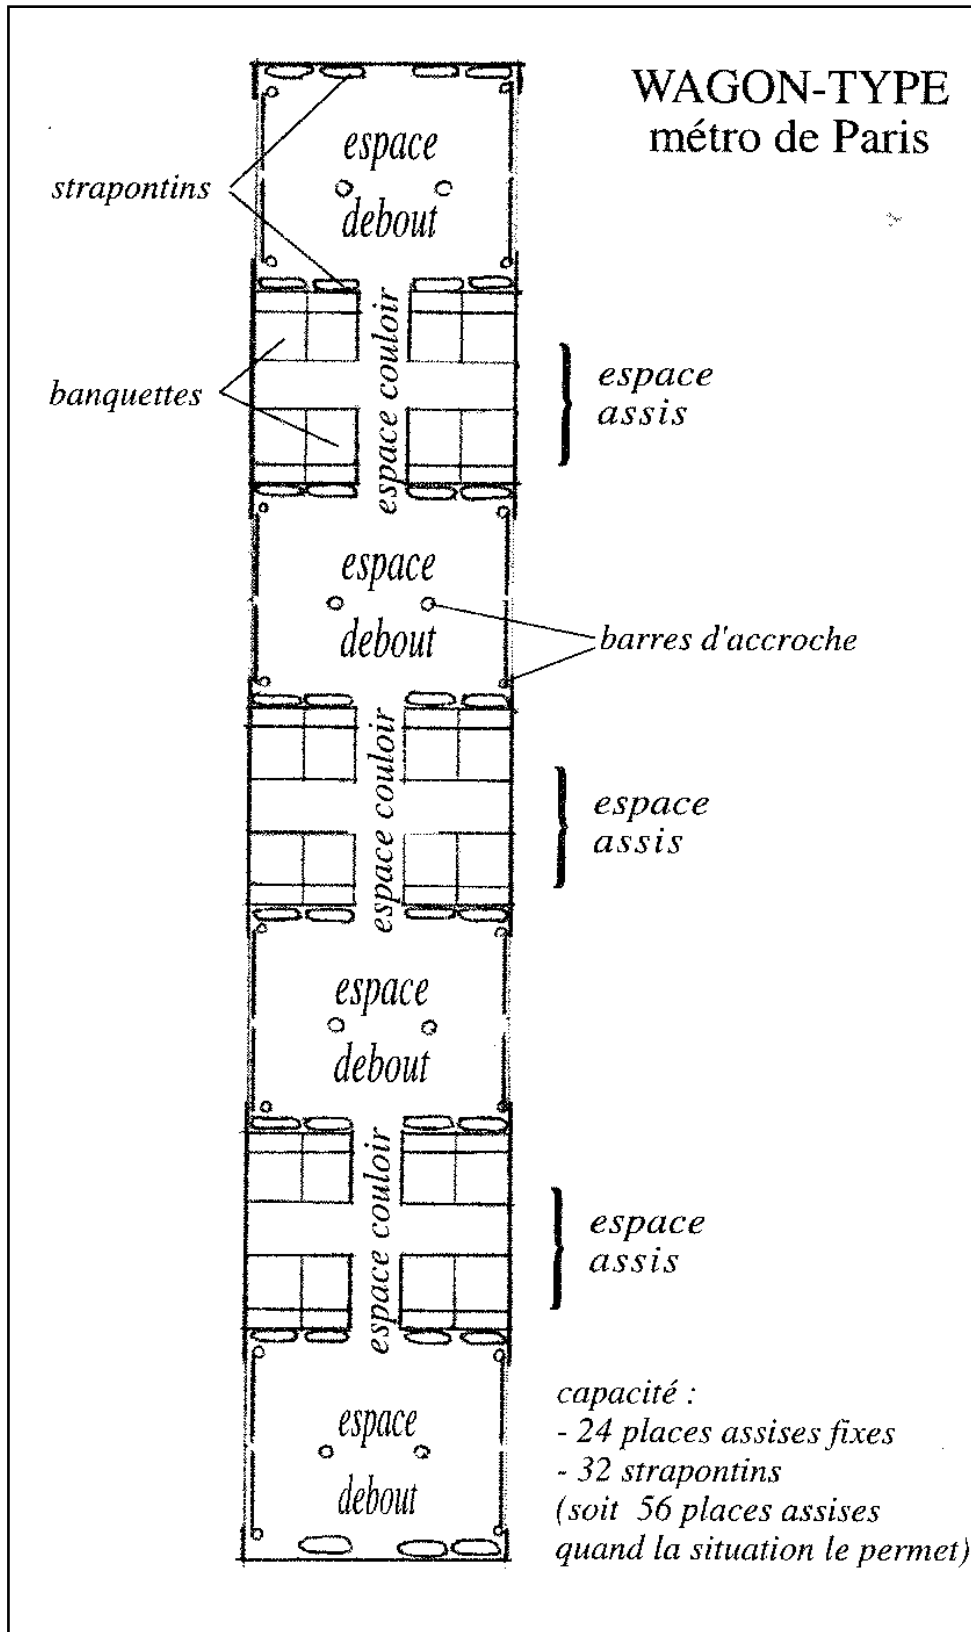 WAGON-TYPE
métro de Paris
espace
debout
strapontins
espace couloir
banquettes
espace
assis
espace
debout
barres d'accroche
espace couloir
espace
assis
espace
debout
espace couloir
espace
assis
espace
debout
capacité :
- 24 places assises fixes
- 32 strapontins
(soit 56 places assises
quand la situation le permet)